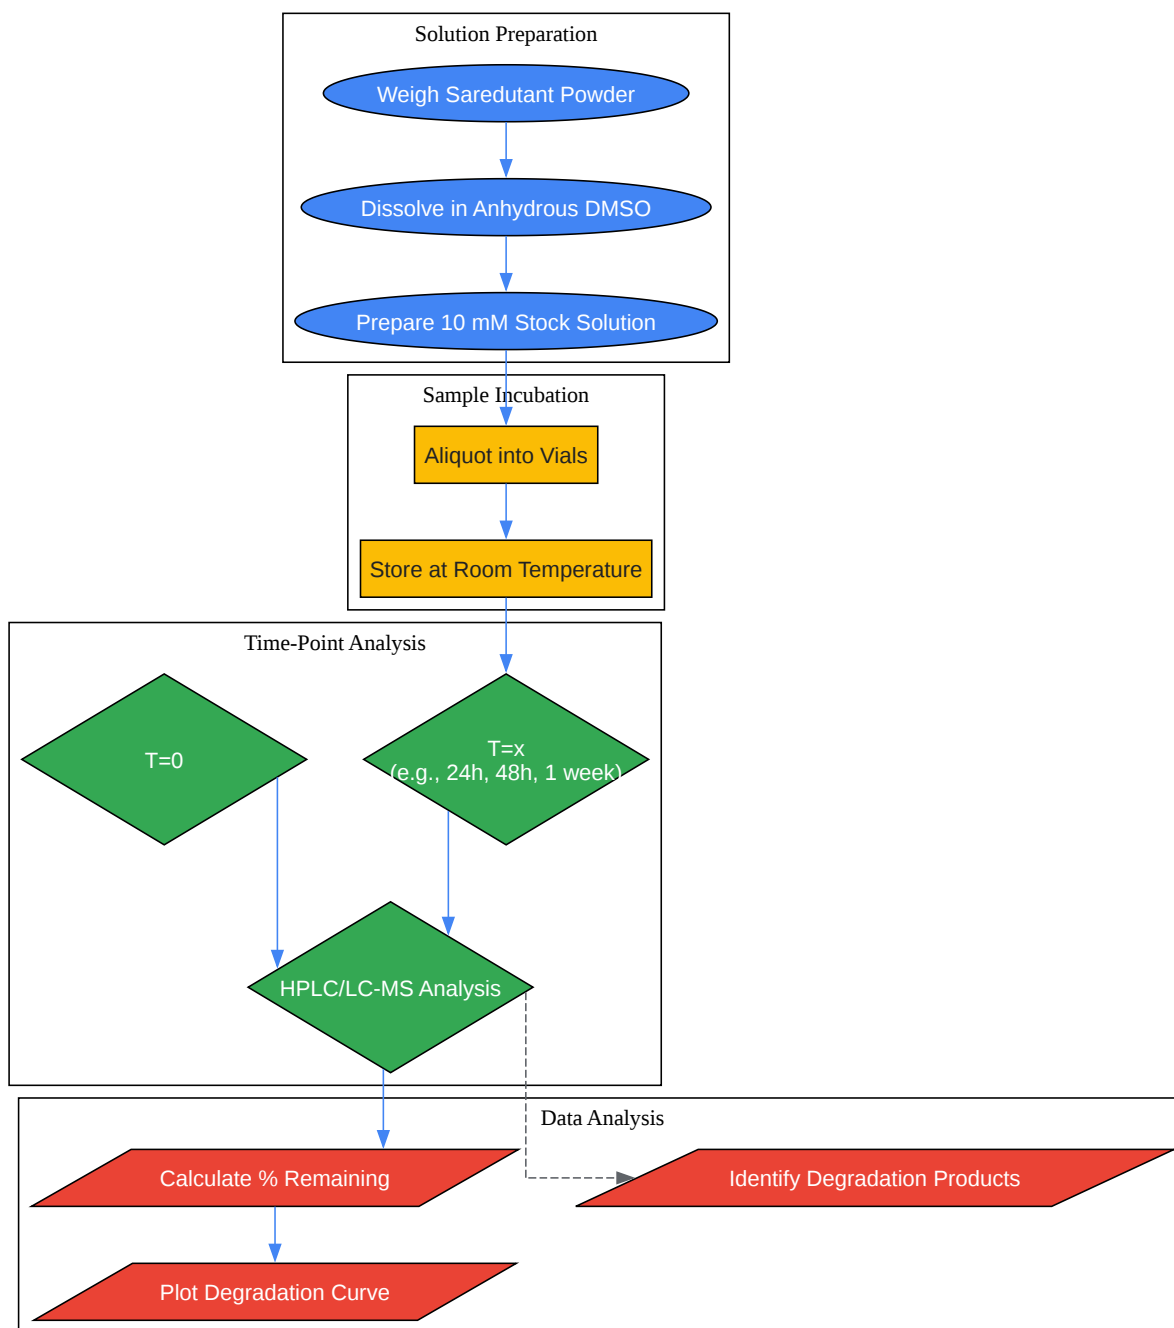 Solution Preparation
Weigh Saredutant Powder
Dissolve in Anhydrous DMSO
Prepare 10 mM Stock Solution
Sample Incubation
Aliquot into Vials
Store at Room Temperature
Time-Point Analysis
T=0
T=x
(e.g., 24h, 48h, 1 week)
HPLC/LC-MS Analysis
Data Analysis
Calculate % Remaining
Identify Degradation Products
Plot Degradation Curve